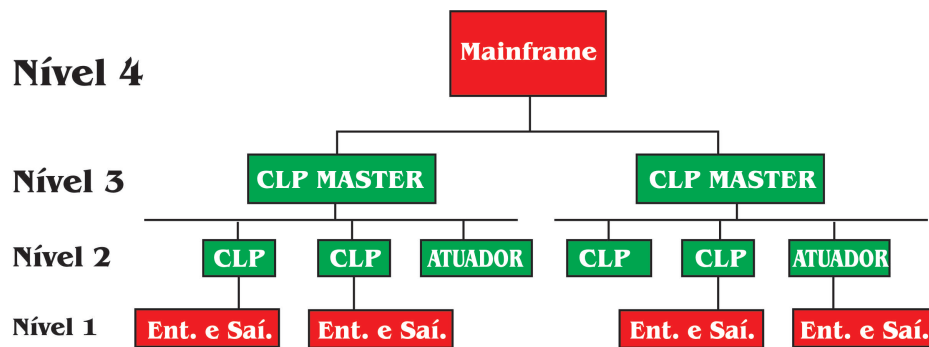 Nível 4
Mainframe
Nível 3
CLP MASTER
CLP MASTER
Nível 2
CLP
CLP
ATUADOR
CLP
CLP
ATUADOR
Nível 1
Ent. e Saí.
Ent. e Saí.
Ent. e Saí.
Ent. e Saí.